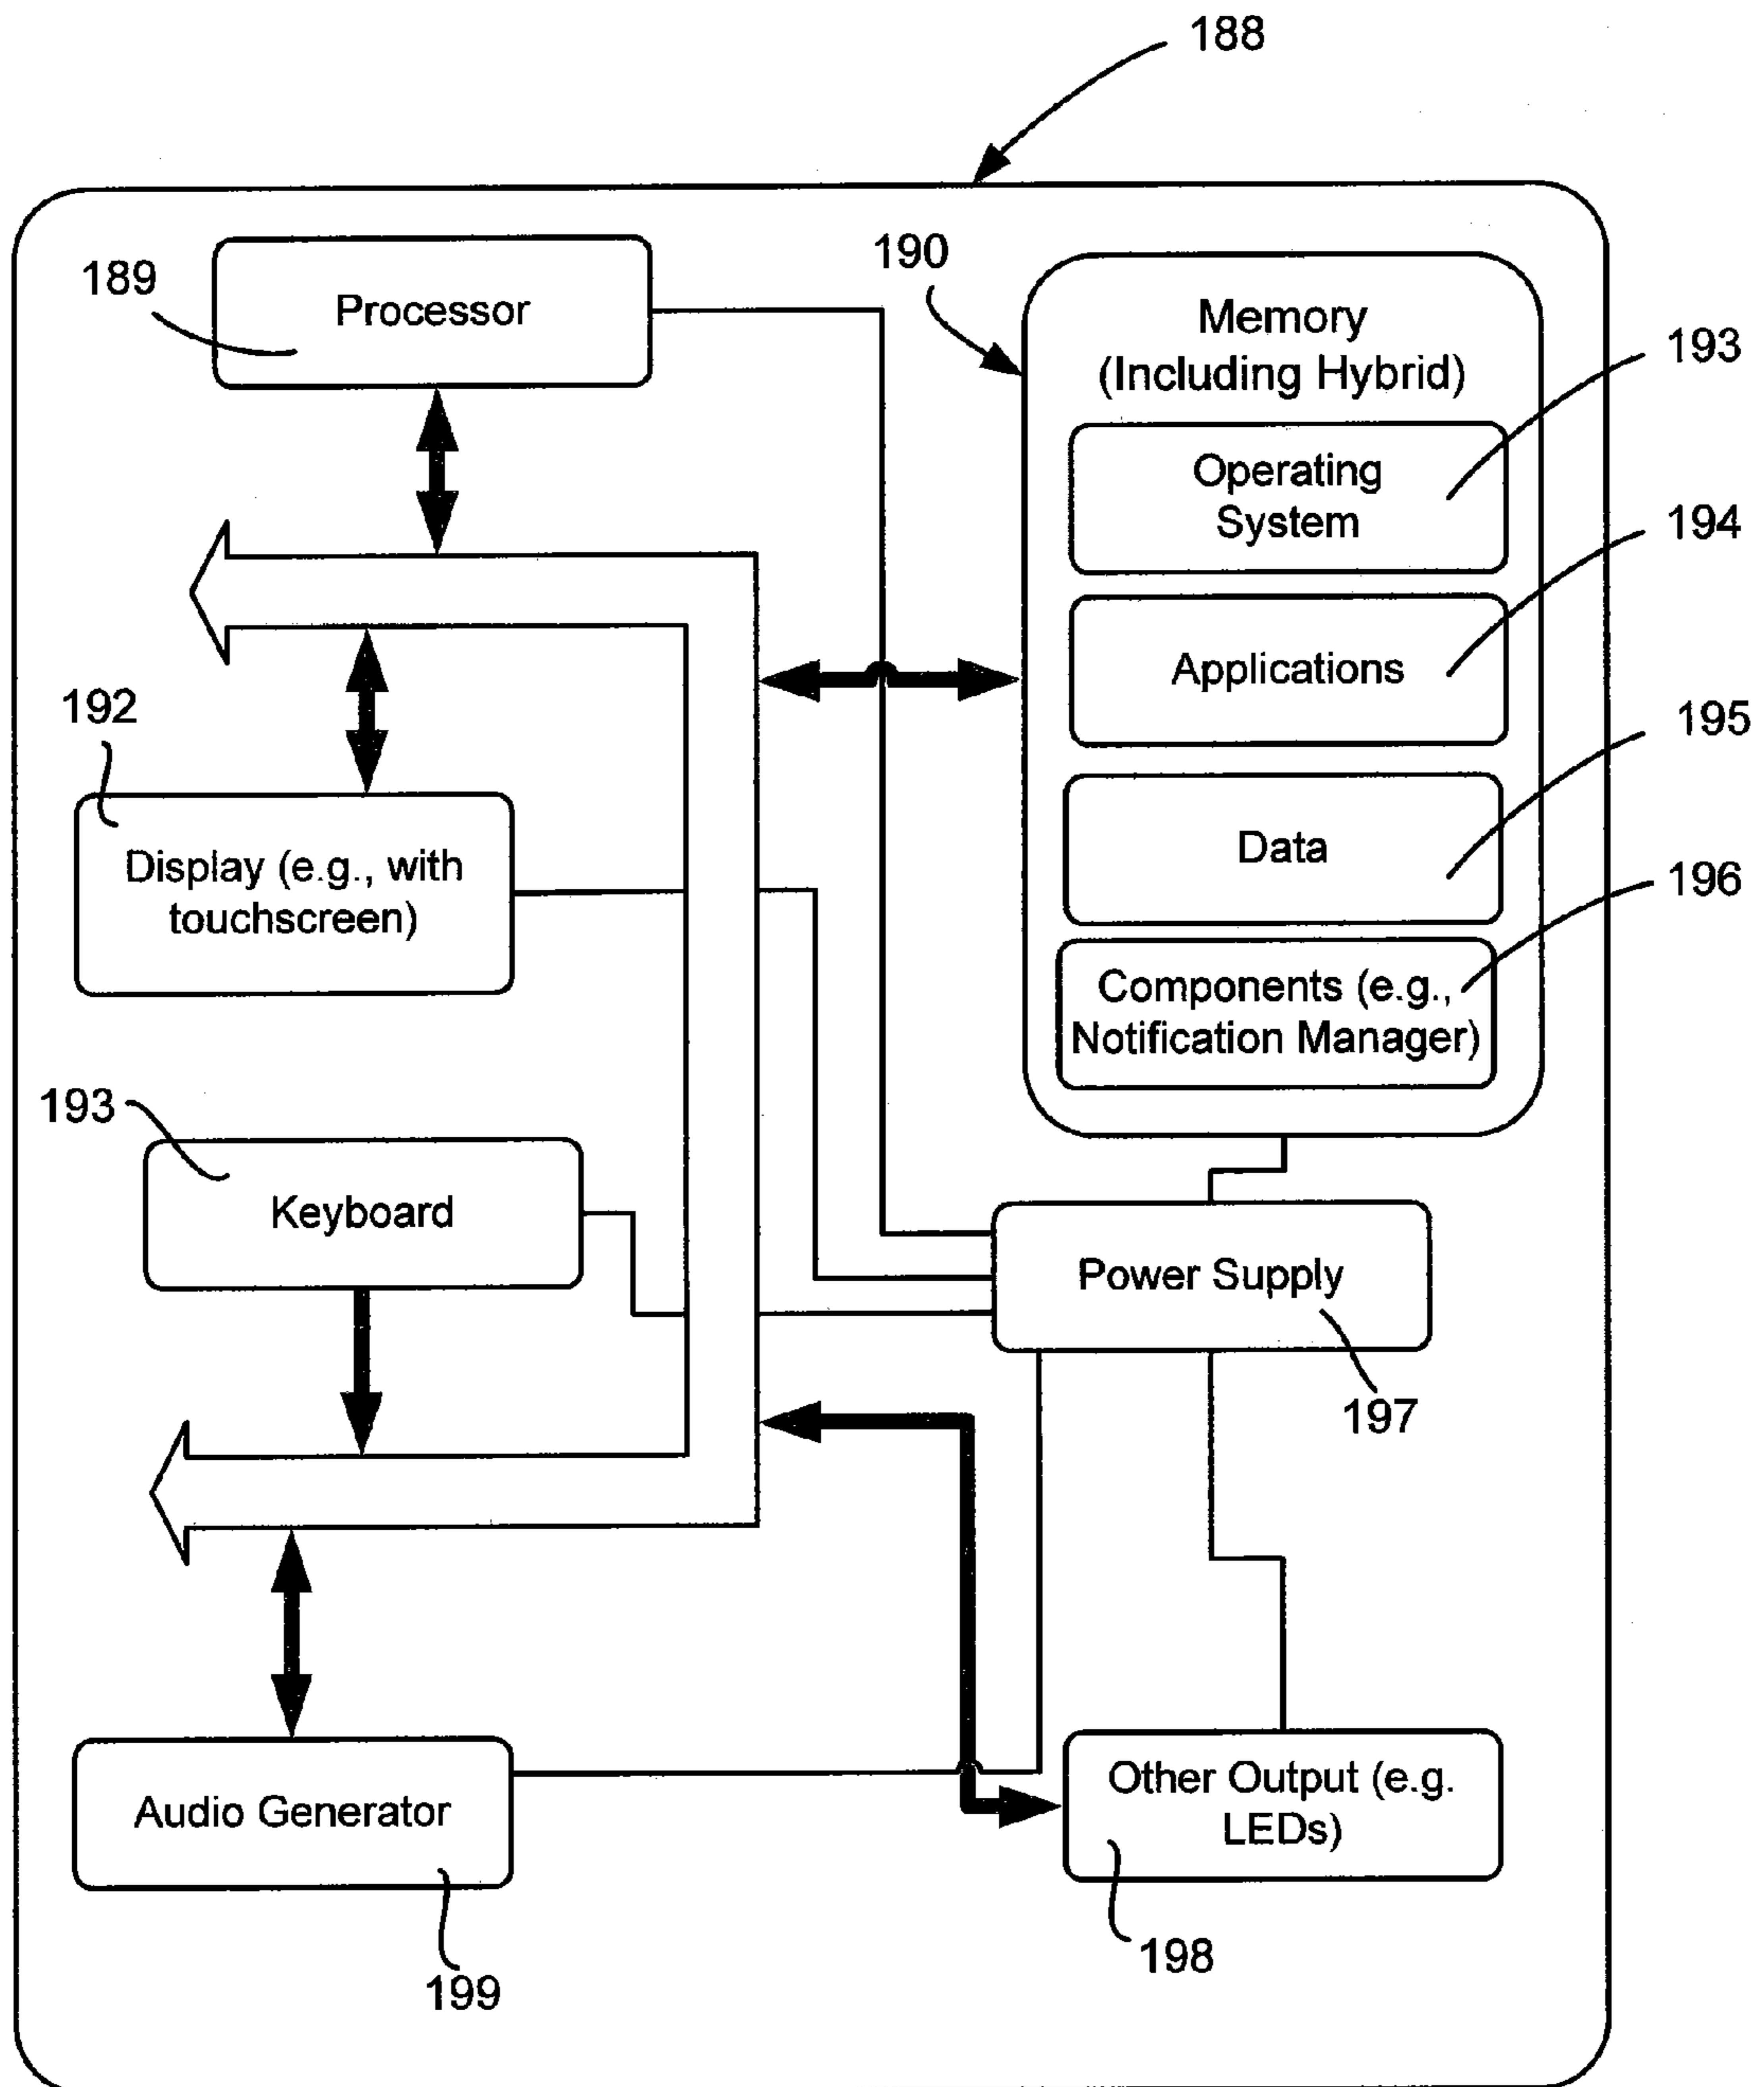 188
189
Processor
190
Memory
(Including Hybrid)
193
Operating
System
194
Applications
192
Display (e.g., with
touchscreen)
195
Data
196
Components (e.g.,
Notification Manager)
193
Keyboard
Power Supply
197
Audio Generator
199
Other Output (e.g.
LEDs)
198